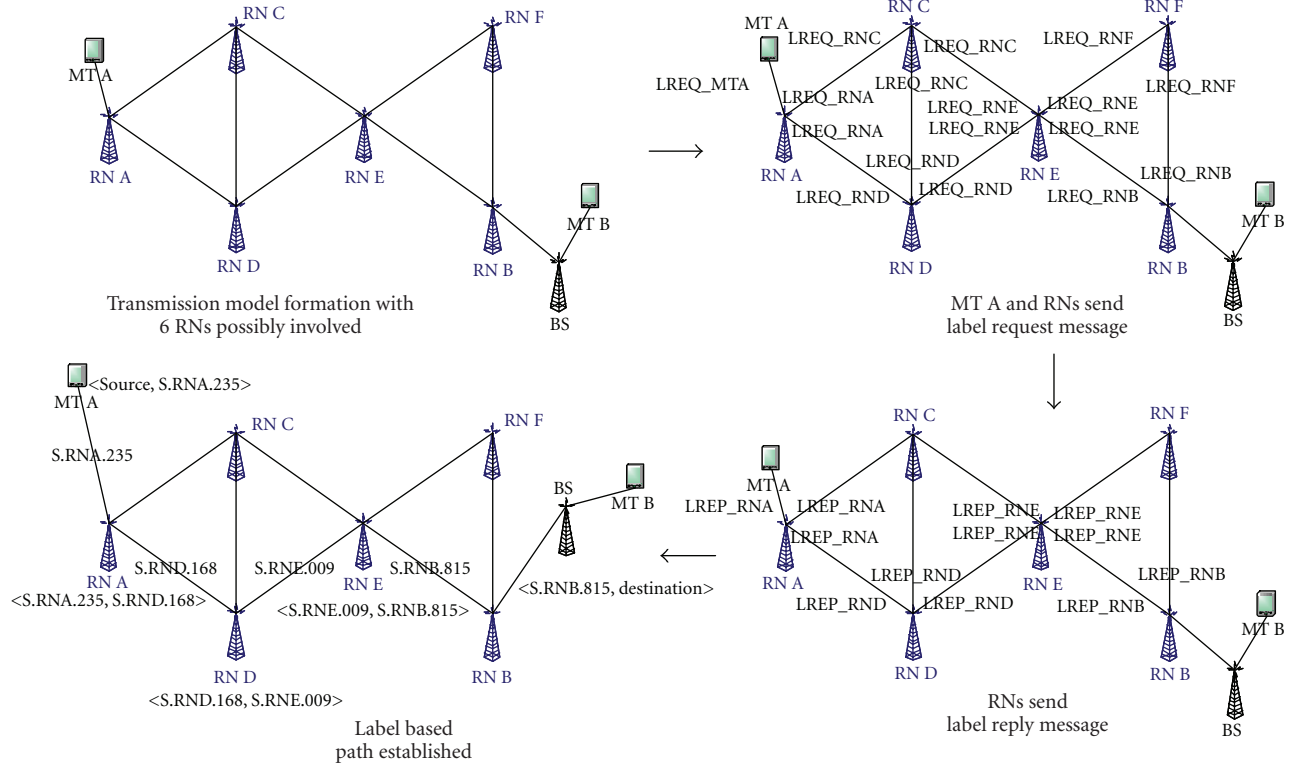 RN C
RN F
MT A
RN A
RN E
MT B
RN D
RN B
BS
Transmission model formation with
6 RNs possibly involved
RN C
RN F
MT A
LREQ_RNC
LREQ_RNC
LREQ_RNF
LREQ_MTA
LREQ_RNC
LREQ_RNF
LREQ_RNA
LREQ_RNE
LREQ_RNE
LREQ_RNA
LREQ_RNE
LREQ_RNE
RN A
LREQ_RND
RN E
LREQ_RNB
LREQ_RND
LREQ_RND
LREQ_RNB
MT B
RN D
RN B
BS
MT A and RNs send
label request message
<Source, S.RNA.235>
MT A
RN C
RN F
S.RNA.235
BS
MT B
RN A
S.RND.168
S.RNE.009
RN E
S.RNB.815
<S.RNA.235, S.RND.168>
<S.RNE.009, S.RNB.815>
<S.RNB.815, destination>
RN D
RN B
<S.RND.168, S.RNE.009>
Label based
path established
RN C
RN F
MT A
LREP_RNA
LREP_RNA
LREP_RNE
LREP_RNE
LREP_RNA
LREP_RNE
LREP_RNE
RN A
LREP_RND
RN E
LREP_RNB
LREP_RND
LREP_RND
LREP_RNB
MT B
RN D
RN B
BS
RNs send
label reply message